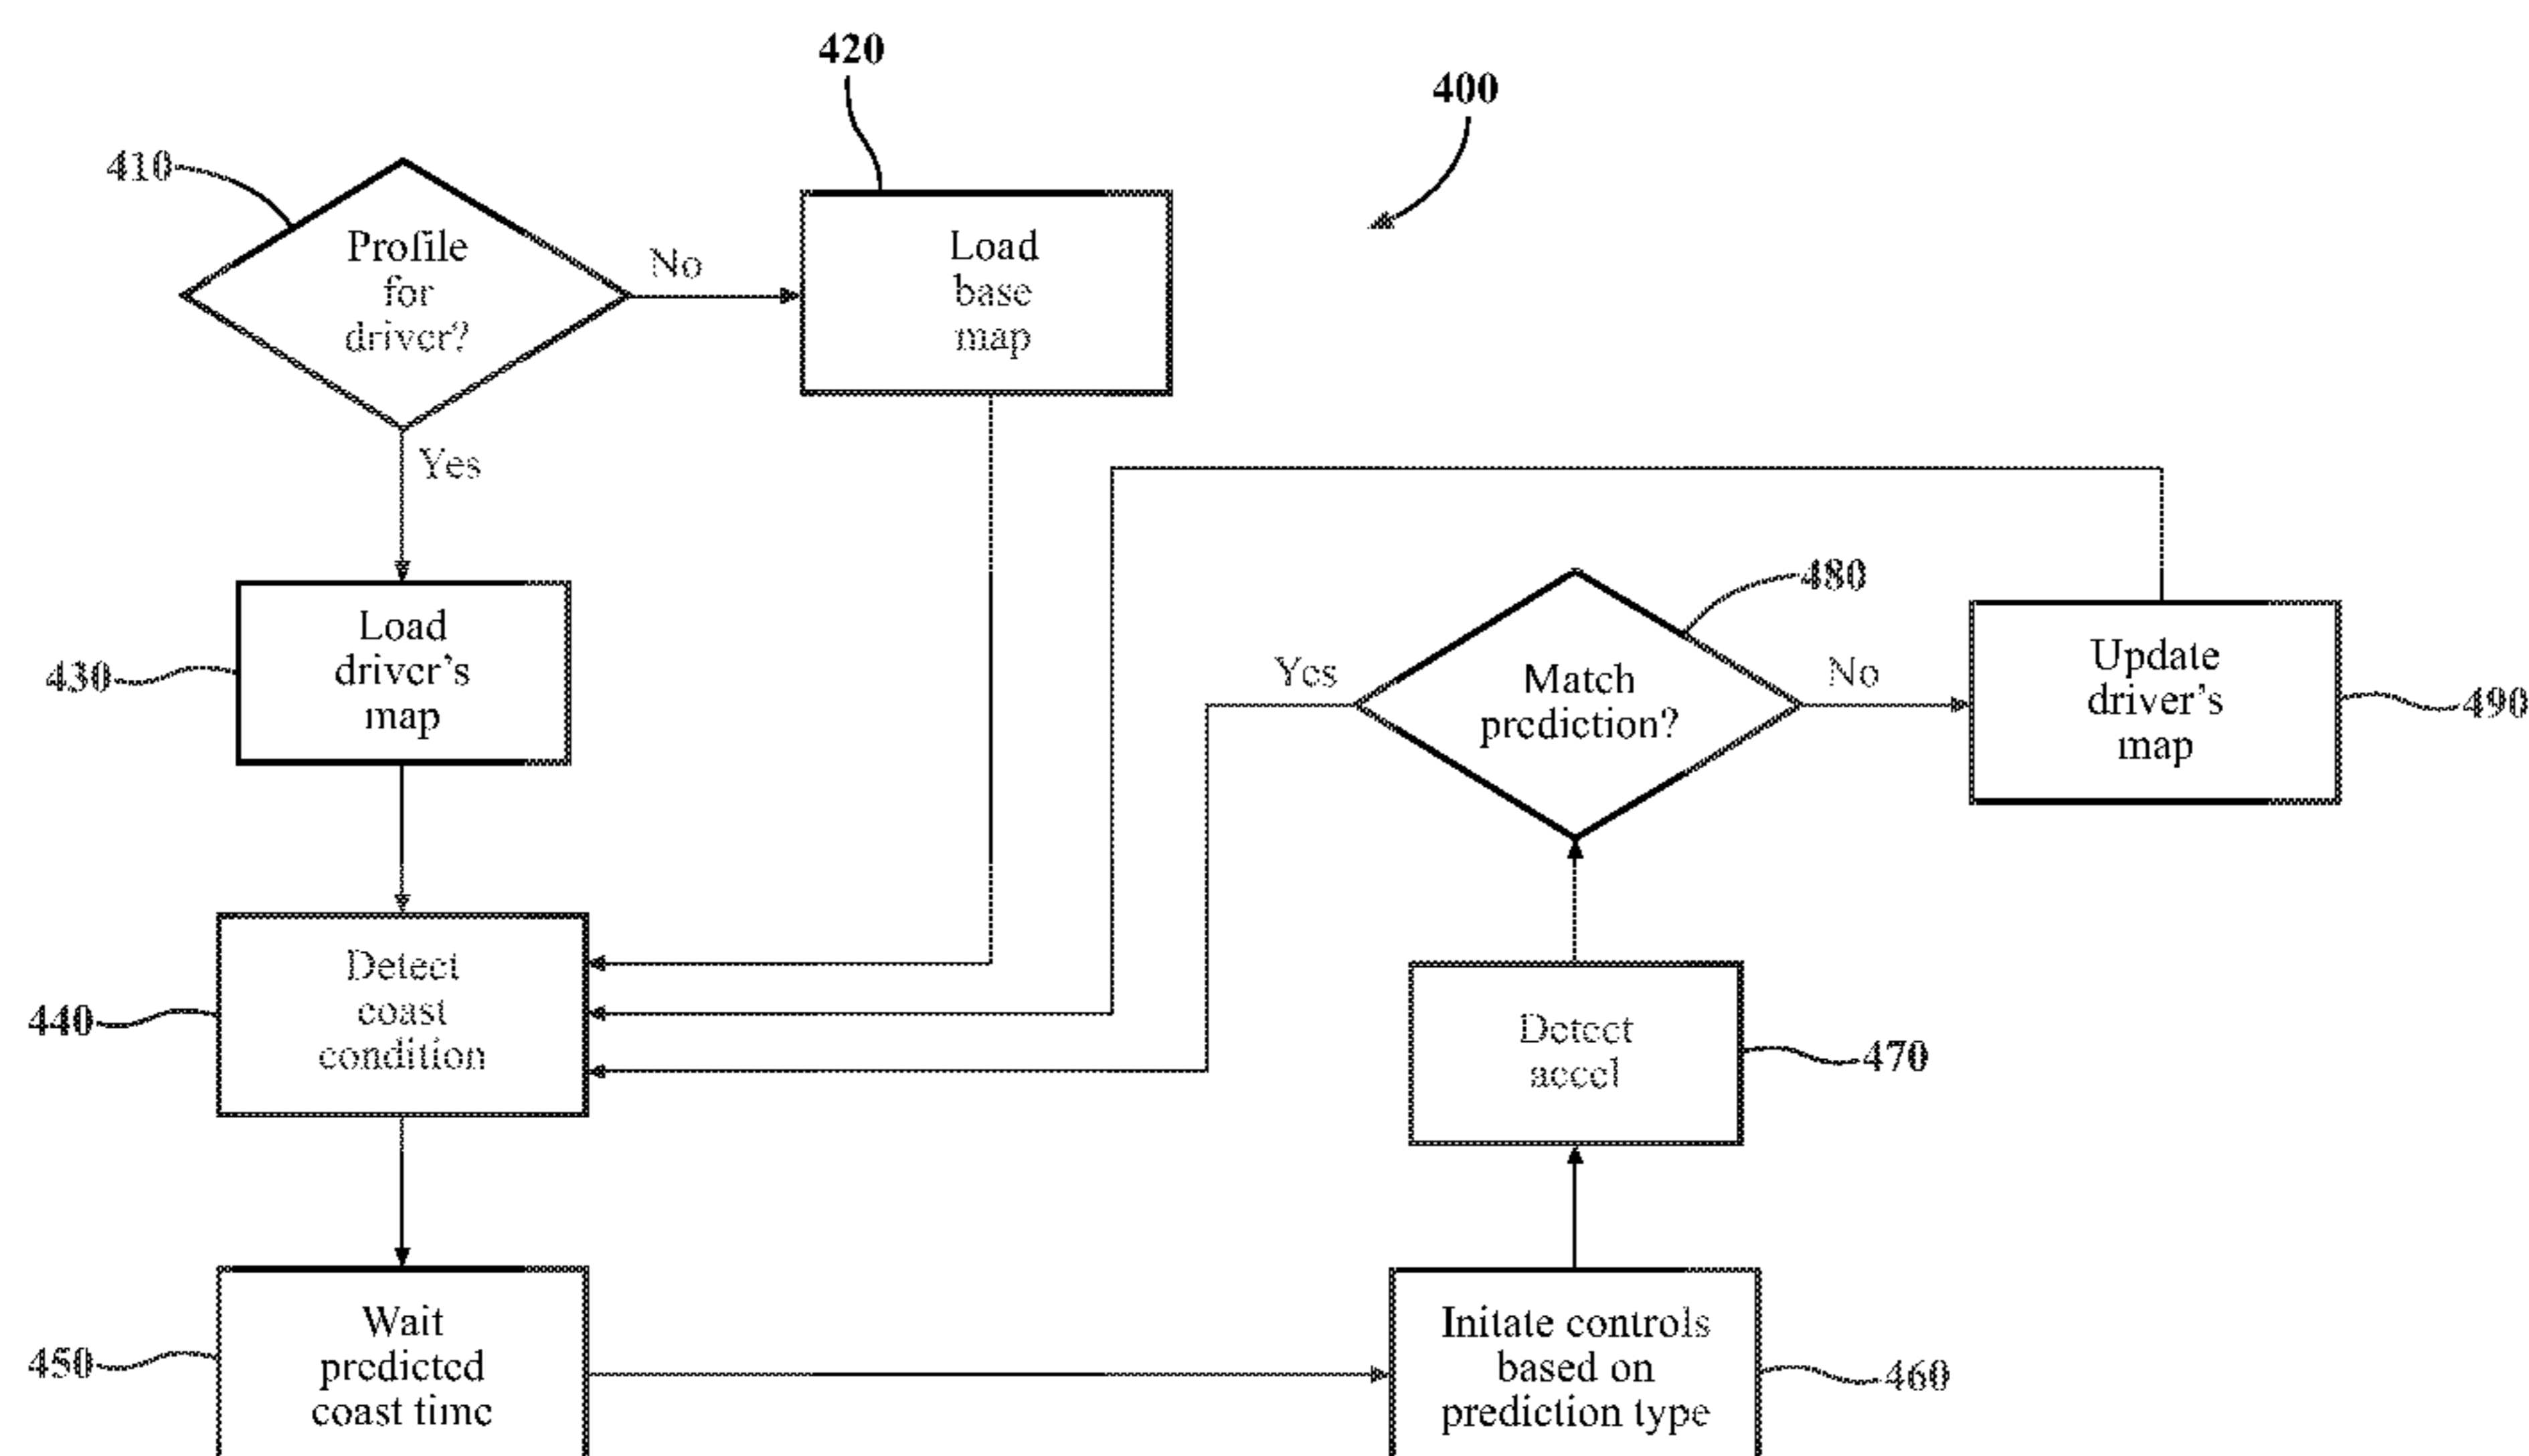 420
400
410
Profile
for
driver?
No
Load
base
map
Yes
430
Load
driver's
map
480
Yes
Match
prediction?
No
Update
driver's
map
490
440
Detect
coast
condition
Detect
accel
470
450
Wait
predicted
coast time
Initate controls
based on
prediction type
460